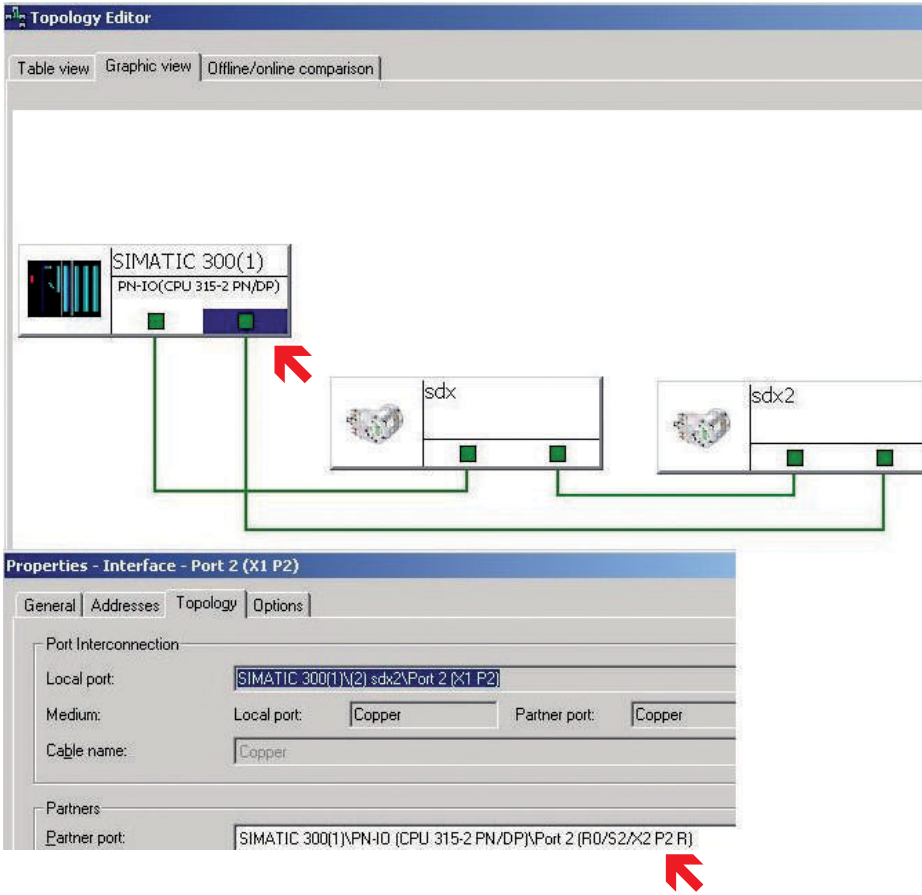 Topology Editor
Table view Graphic view Offline/online comparison
SIMATIC 300(1)
PN-IO(CPU 315-2 PN/DP)
sdx
sdx2
Properties - Interface - Port 2 (X1 P2)
General Addresses Topology Options
Port Interconnection
Local port: SIMATIC 300(1)\(2) sdx2\Port 2 (X1 P2)
Medium: Local port: Copper Partner port: Copper
Cable name: Copper
Partners
Partner port: SIMATIC 300(1)\PN-IO (CPU 315-2 PN/DP)\Port 2 (R0/S2/X2 P2 R)